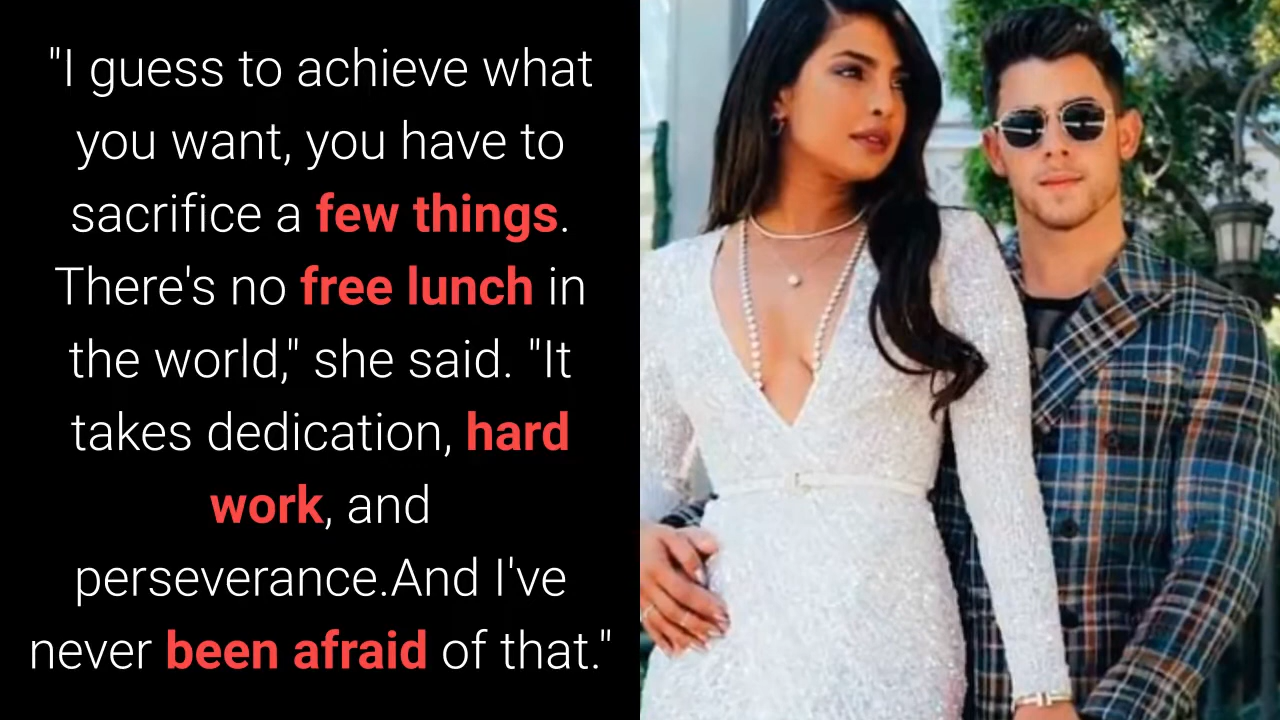 "I guess to achieve what
you want, you have to
sacrifice a few things.
There's no free lunch in
the world," she said. "It
takes dedication, hard
work, and
perseverance.And I've
never been afraid of that."